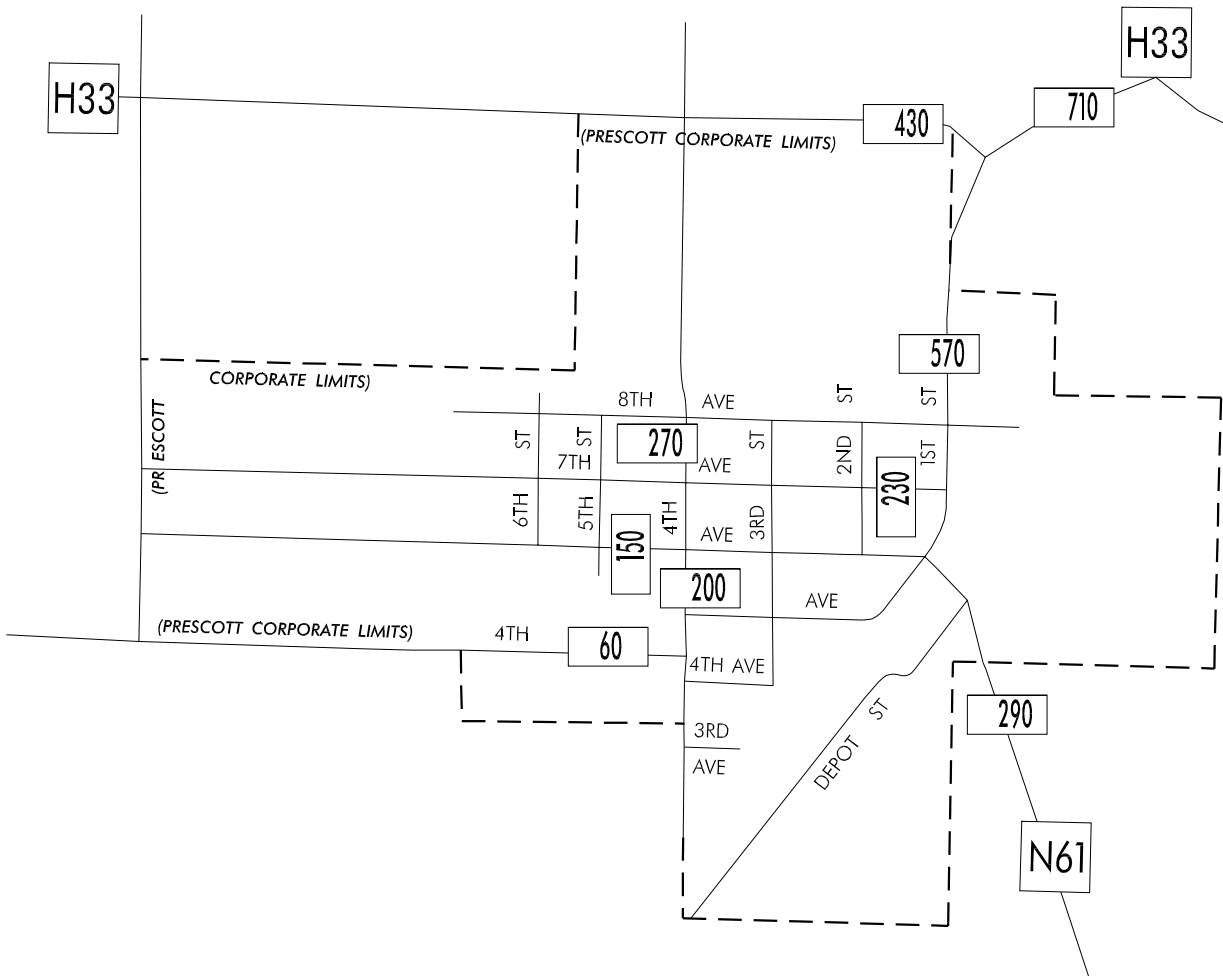 H33
H33
710
430
(PRESCOTT CORPORATE LIMITS)
570
CORPORATE LIMITS)
(PR ESCOTT
8TH AVE
ST
ST
ST
ST
ST
270
7TH AVE
2ND
1ST
230
6TH
5TH
4TH
3RD
AVE
150
200
AVE
(PRESCOTT CORPORATE LIMITS)
4TH
60
4TH AVE
3RD
AVE
DEPOT ST
290
N61